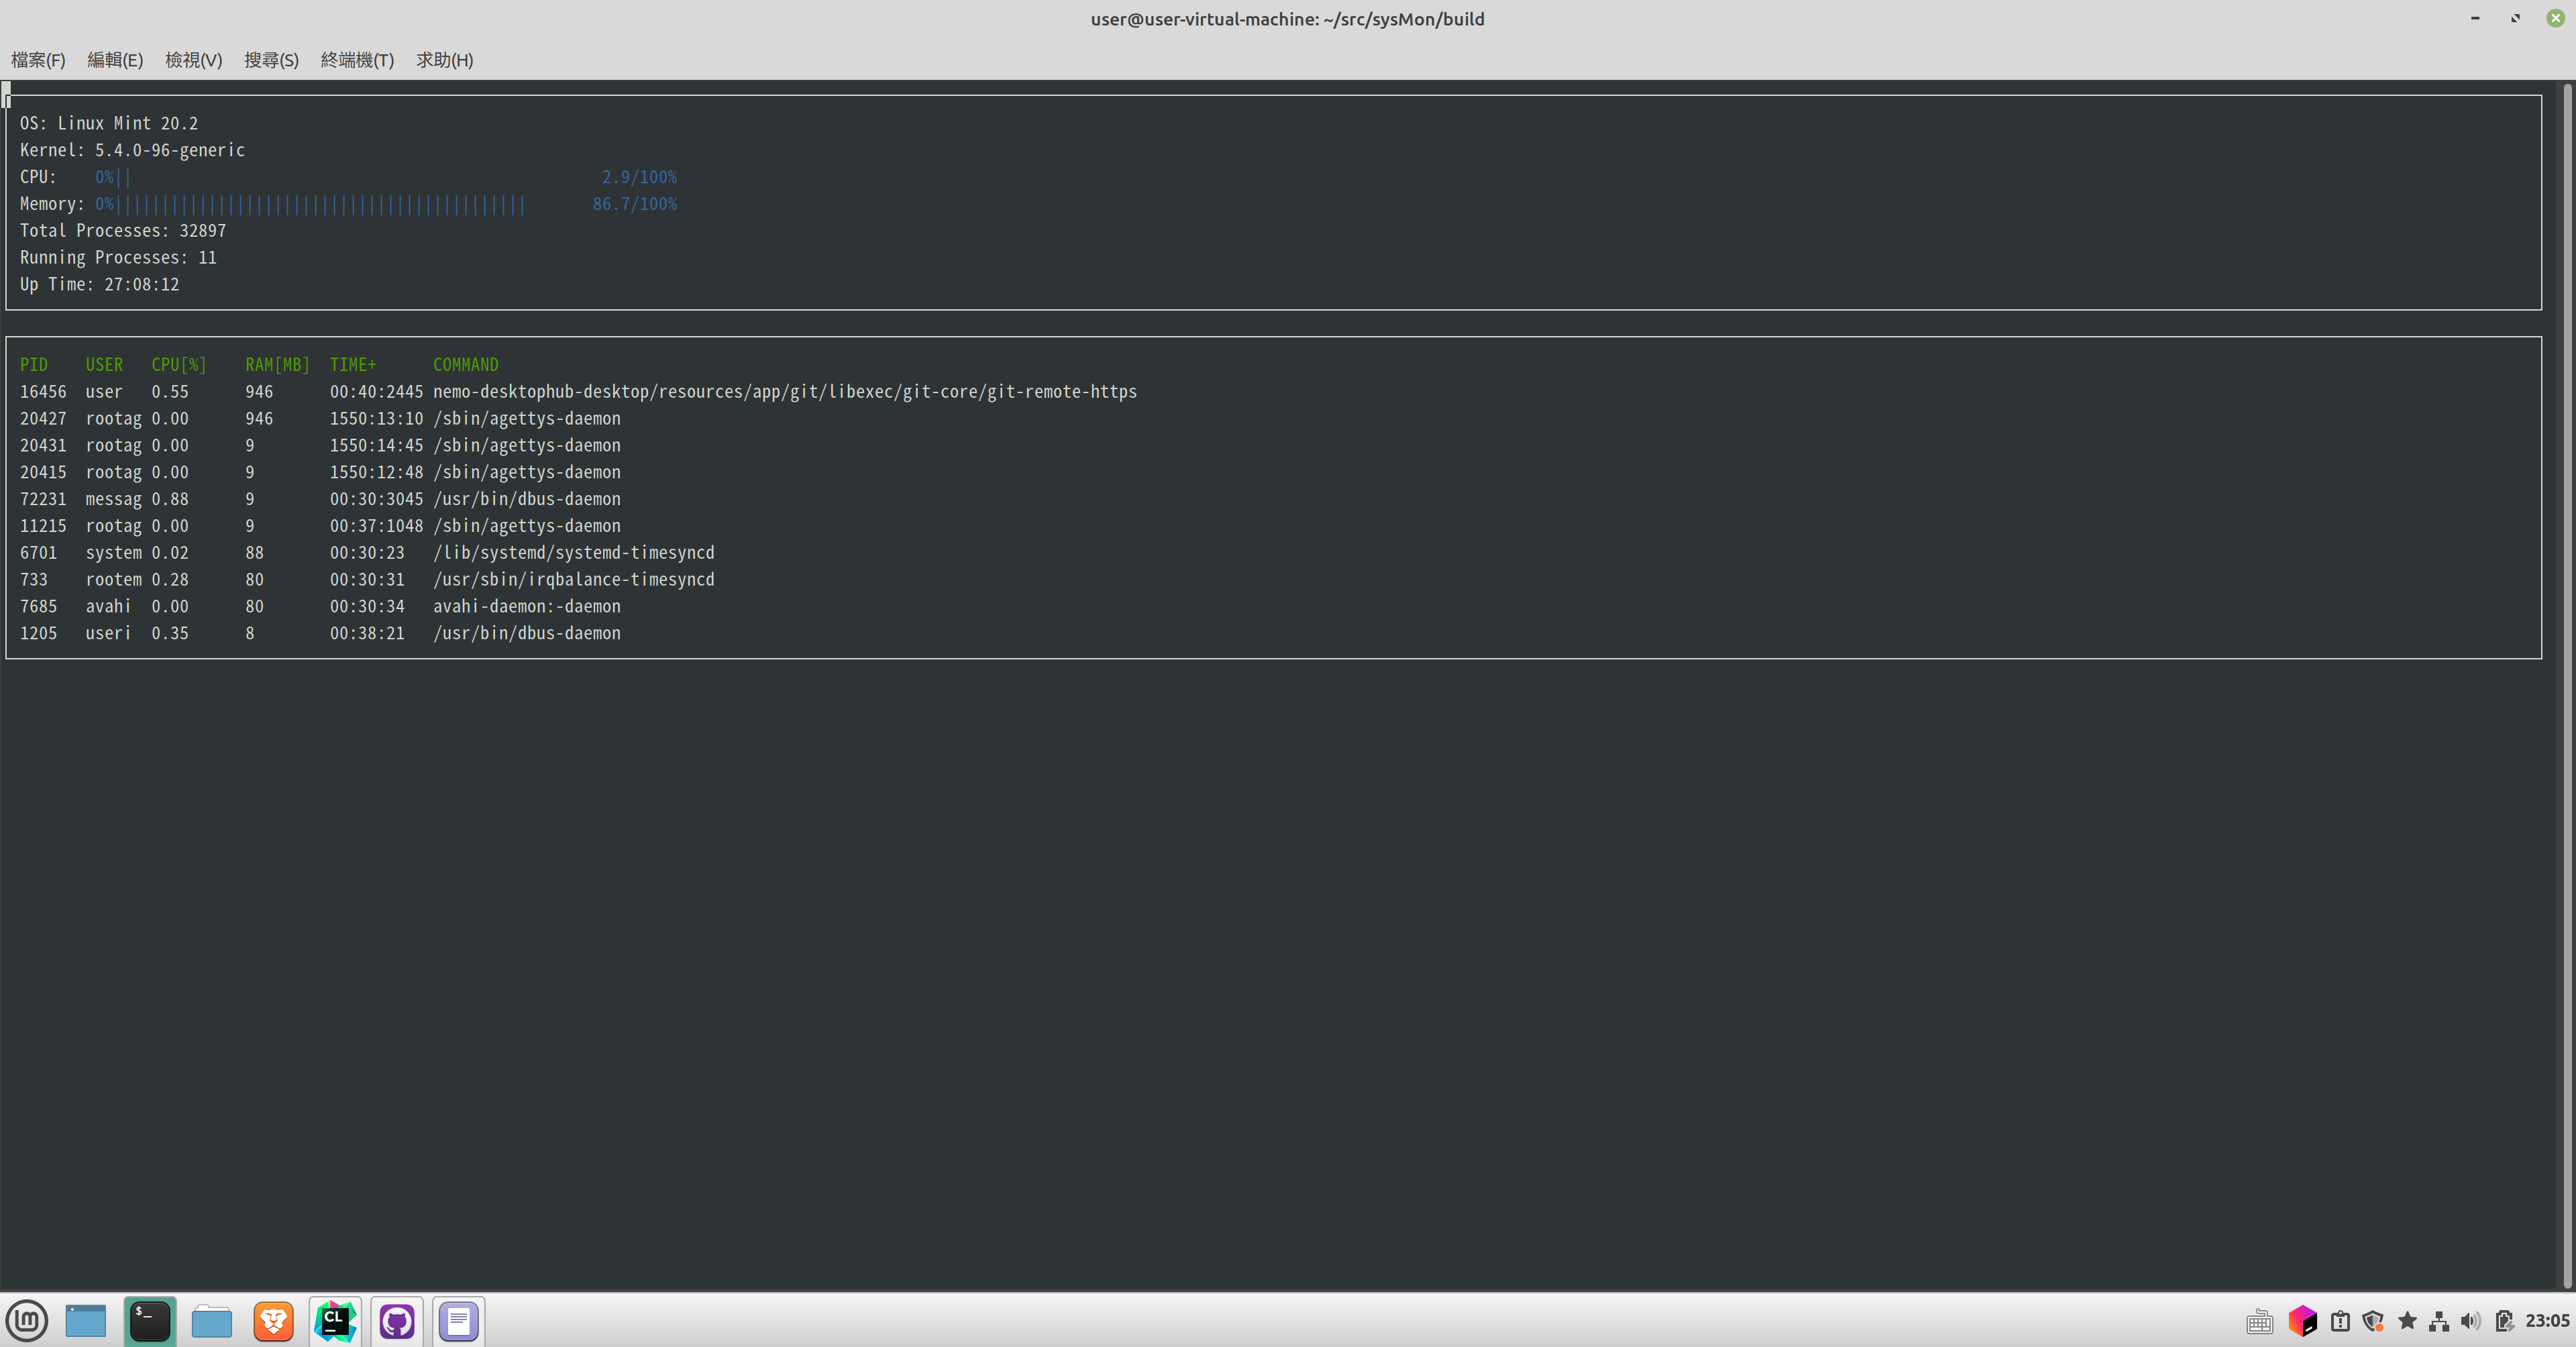 user@user-virtual-machine: ~/src/sysMon/build
檔案(F) 編輯(E) 檢視(V) 搜尋(S) 終端機(T) 求助(H)
OS: Linux Mint 20.2
Kernel: 5.4.0-96-generic
CPU: 0%|| 2.9/100%
Memory: 0%|||||||||||||||||||||||||||||||||||||||||||| 86.7/100%
Total Processes: 32897
Running Processes: 11
Up Time: 27:08:12
PID USER CPU[%] RAM[MB] TIME+ COMMAND
16456 user 0.55 946 00:40:2445 nemo-desktophub-desktop/resources/app/git/libexec/git-core/git-remote-https
20427 rootag 0.00 946 1550:13:10 /sbin/agettys-daemon
20431 rootag 0.00 9 1550:14:45 /sbin/agettys-daemon
20415 rootag 0.00 9 1550:12:48 /sbin/agettys-daemon
72231 messag 0.88 9 00:30:3045 /usr/bin/dbus-daemon
11215 rootag 0.00 9 00:37:1048 /sbin/agettys-daemon
6701 system 0.02 88 00:30:23 /lib/systemd/systemd-timesyncd
733 rootem 0.28 80 00:30:31 /usr/sbin/irqbalance-timesyncd
7685 avahi 0.00 80 00:30:34 avahi-daemon:-daemon
1205 useri 0.35 8 00:38:21 /usr/bin/dbus-daemon
lm $_ CL 23:05